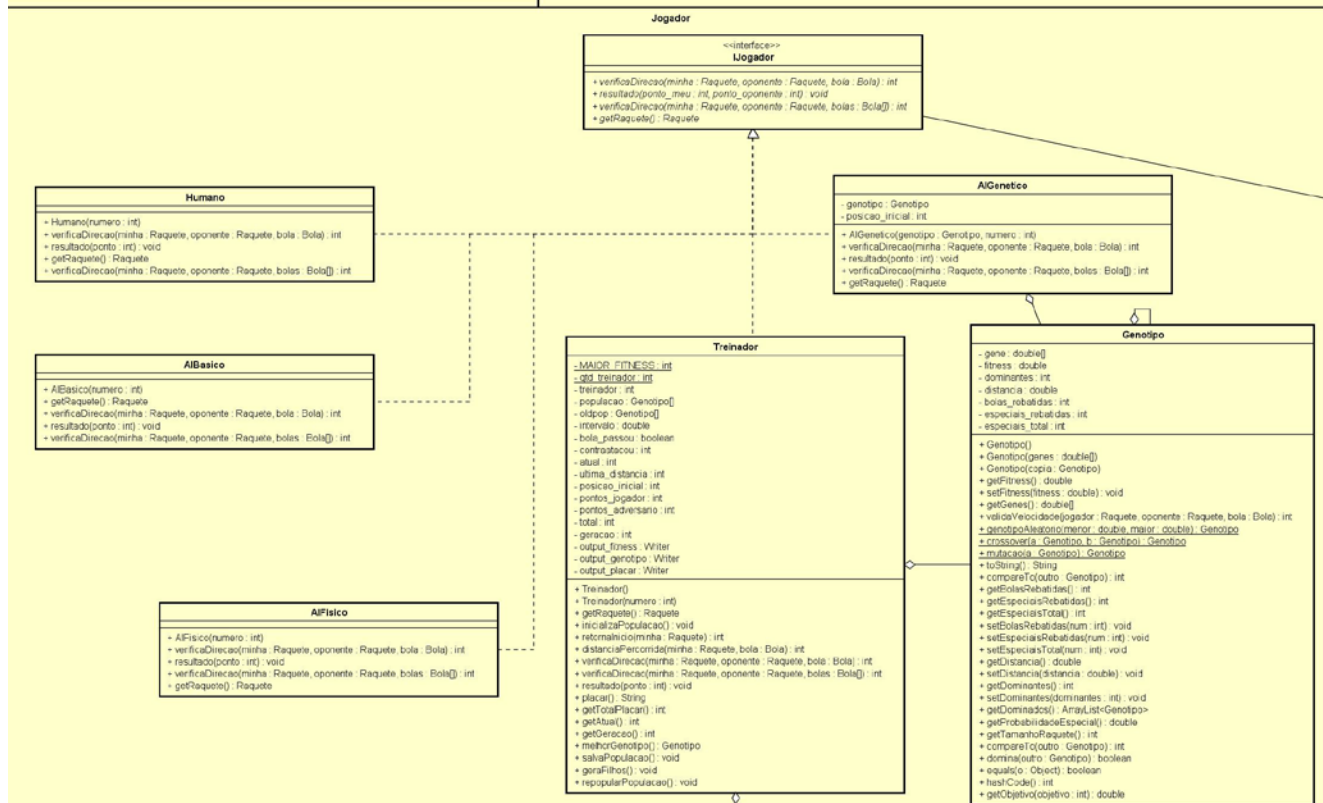 Jogador
<<interface>>
IJogador
+ verificaDirecao(minha : Raquete, oponente : Raquete, bola : Bola) : int
+ resultado(ponto_meu : int, ponto_oponente : int) : void
+ verificaDirecao(minha : Raquete, oponente : Raquete, bolas : Bola[]) : int
+ getRaquete() : Raquete
Humano
+ Humano(numero : int)
+ verificaDirecao(minha : Raquete, oponente : Raquete, bola : Bola) : int
+ resultado(ponto : int) : void
+ getRaquete() : Raquete
+ verificaDirecao(minha : Raquete, oponente : Raquete, bolas : Bola[]) : int
AIGenetico
- genotipo : Genotipo
- posicao_inicial : int
+ AIGenetico(genotipo : Genotipo, numero : int)
+ verificaDirecao(minha : Raquete, oponente : Raquete, bola : Bola) : int
+ resultado(ponto : int) : void
+ verificaDirecao(minha : Raquete, oponente : Raquete, bolas : Bola[]) : int
+ getRaquete() : Raquete
AIBasico
+ AIBasico(numero : int)
+ getRaquete() : Raquete
+ verificaDirecao(minha : Raquete, oponente : Raquete, bola : Bola) : int
+ resultado(ponto : int) : void
+ verificaDirecao(minha : Raquete, oponente : Raquete, bolas : Bola[]) : int
AIFisico
+ AIFisico(numero : int)
+ verificaDirecao(minha : Raquete, oponente : Raquete, bola : Bola) : int
+ resultado(ponto : int) : void
+ verificaDirecao(minha : Raquete, oponente : Raquete, bolas : Bola[]) : int
+ getRaquete() : Raquete
Treinador
- MAIOR_FITNESS : int
- qtd_treinador : int
- treinador : int
- populacao : Genotipo[]
- oldpop : Genotipo[]
- intervalo : double
- bola_passou : boolean
- contraatacou : int
- atual : int
- ultima_distancia : int
- posicao_inicial : int
- pontos_jogador : int
- pontos_adversario : int
- total : int
- geracao : int
- output_fitness : Writer
- output_genotipo : Writer
- output_placar : Writer
+ Treinador()
+ Treinador(numero : int)
+ getRaquete() : Raquete
+ inicializaPopulacao() : void
+ retornaInicio(minha : Raquete) : int
+ distanciaPercorrida(minha : Raquete, bola : Bola) : int
+ verificaDirecao(minha : Raquete, oponente : Raquete, bola : Bola) : int
+ verificaDirecao(minha : Raquete, oponente : Raquete, bolas : Bola[]) : int
+ resultado(ponto : int) : void
+ placar() : String
+ getTotalPlacar() : int
+ getAtual() : int
+ getGeracao() : int
+ melhorGenotipo() : Genotipo
+ salvaPopulacao() : void
+ geraFilhos() : void
+ repopularPopulacao() : void
Genotipo
- gene : double[]
- fitness : double
- dominantes : int
- distancia : double
- bolas_rebatidas : int
- especiais_rebatidas : int
- especiais_total : int
+ Genotipo()
+ Genotipo(genes : double[])
+ Genotipo(copia : Genotipo)
+ getFitness() : double
+ setFitness(fitness : double) : void
+ getGenes() : double[]
+ validaVelocidade(jogador : Raquete, oponente : Raquete, bola : Bola) : int
+ genotipoAleatorio(menor : double, maior : double) : Genotipo
+ crossover(a : Genotipo, b : Genotipo) : Genotipo
+ mutacao(a : Genotipo) : Genotipo
+ toString() : String
+ compareTo(outro : Genotipo) : int
+ getBolasRebatidas() : int
+ getEspeciaisRebatidas() : int
+ getEspeciaisTotal() : int
+ setBolasRebatidas(num : int) : void
+ setEspeciaisRebatidas(num : int) : void
+ setEspeciaisTotal(num : int) : void
+ getDistancia() : double
+ setDistancia(distancia : double) : void
+ getDominantes() : int
+ setDominantes(dominantes : int) : void
+ getDominados() : ArrayList<Genotipo>
+ getProbabilidadeEspecial() : double
+ getTamanhoRaquete() : int
+ compareTo(outro : Genotipo) : int
+ domina(outro : Genotipo) : boolean
+ equals(o : Object) : boolean
+ hashCode() : int
+ getObjetivo(objetivo : int) : double